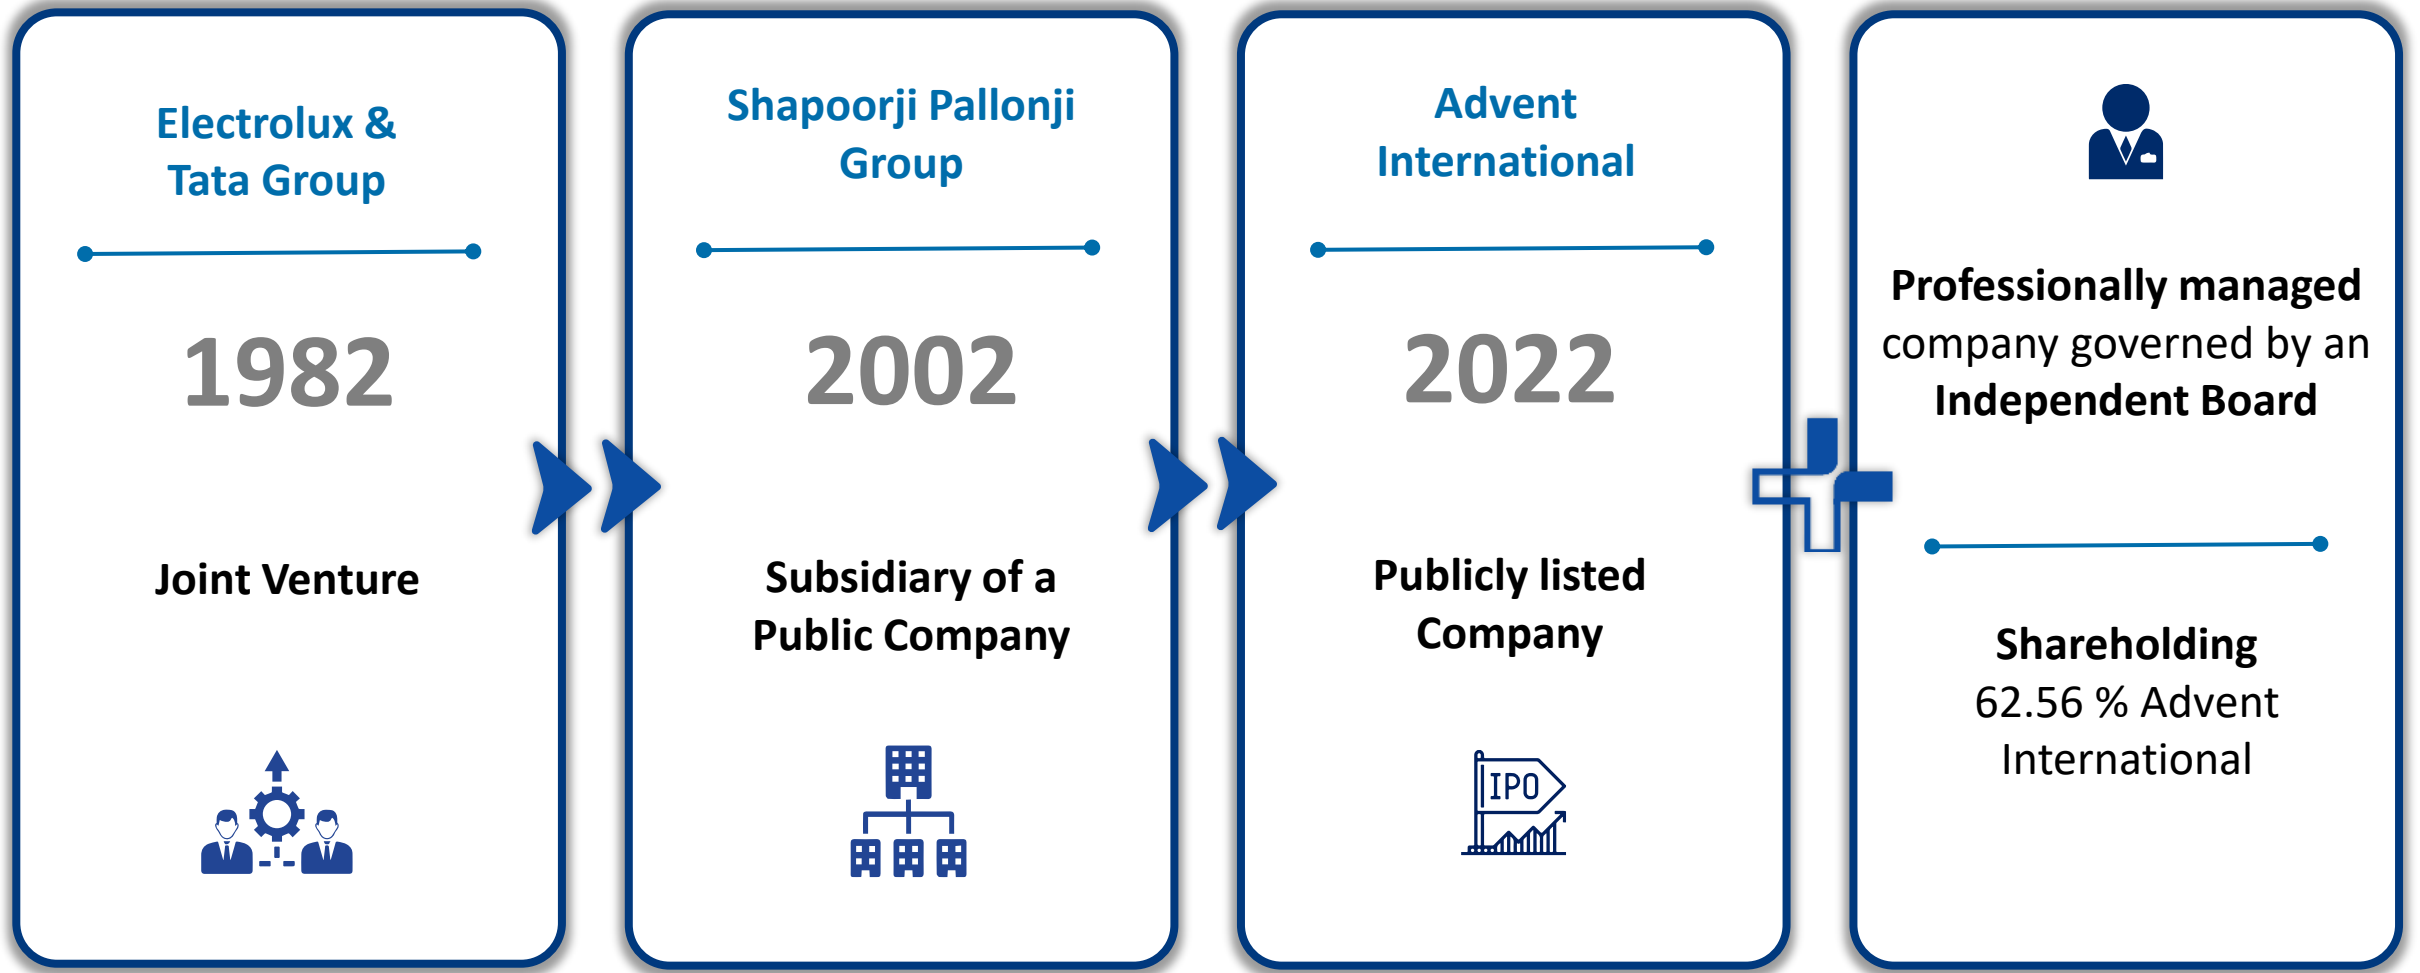 Electrolux &
Tata Group
1982
Joint Venture
Shapoorji Pallonji
Group
2002
Subsidiary of a
Public Company
Advent
International
2022
Publicly listed
Company
IPO
Professionally managed
company governed by an
Independent Board
Shareholding
62.56 % Advent
International